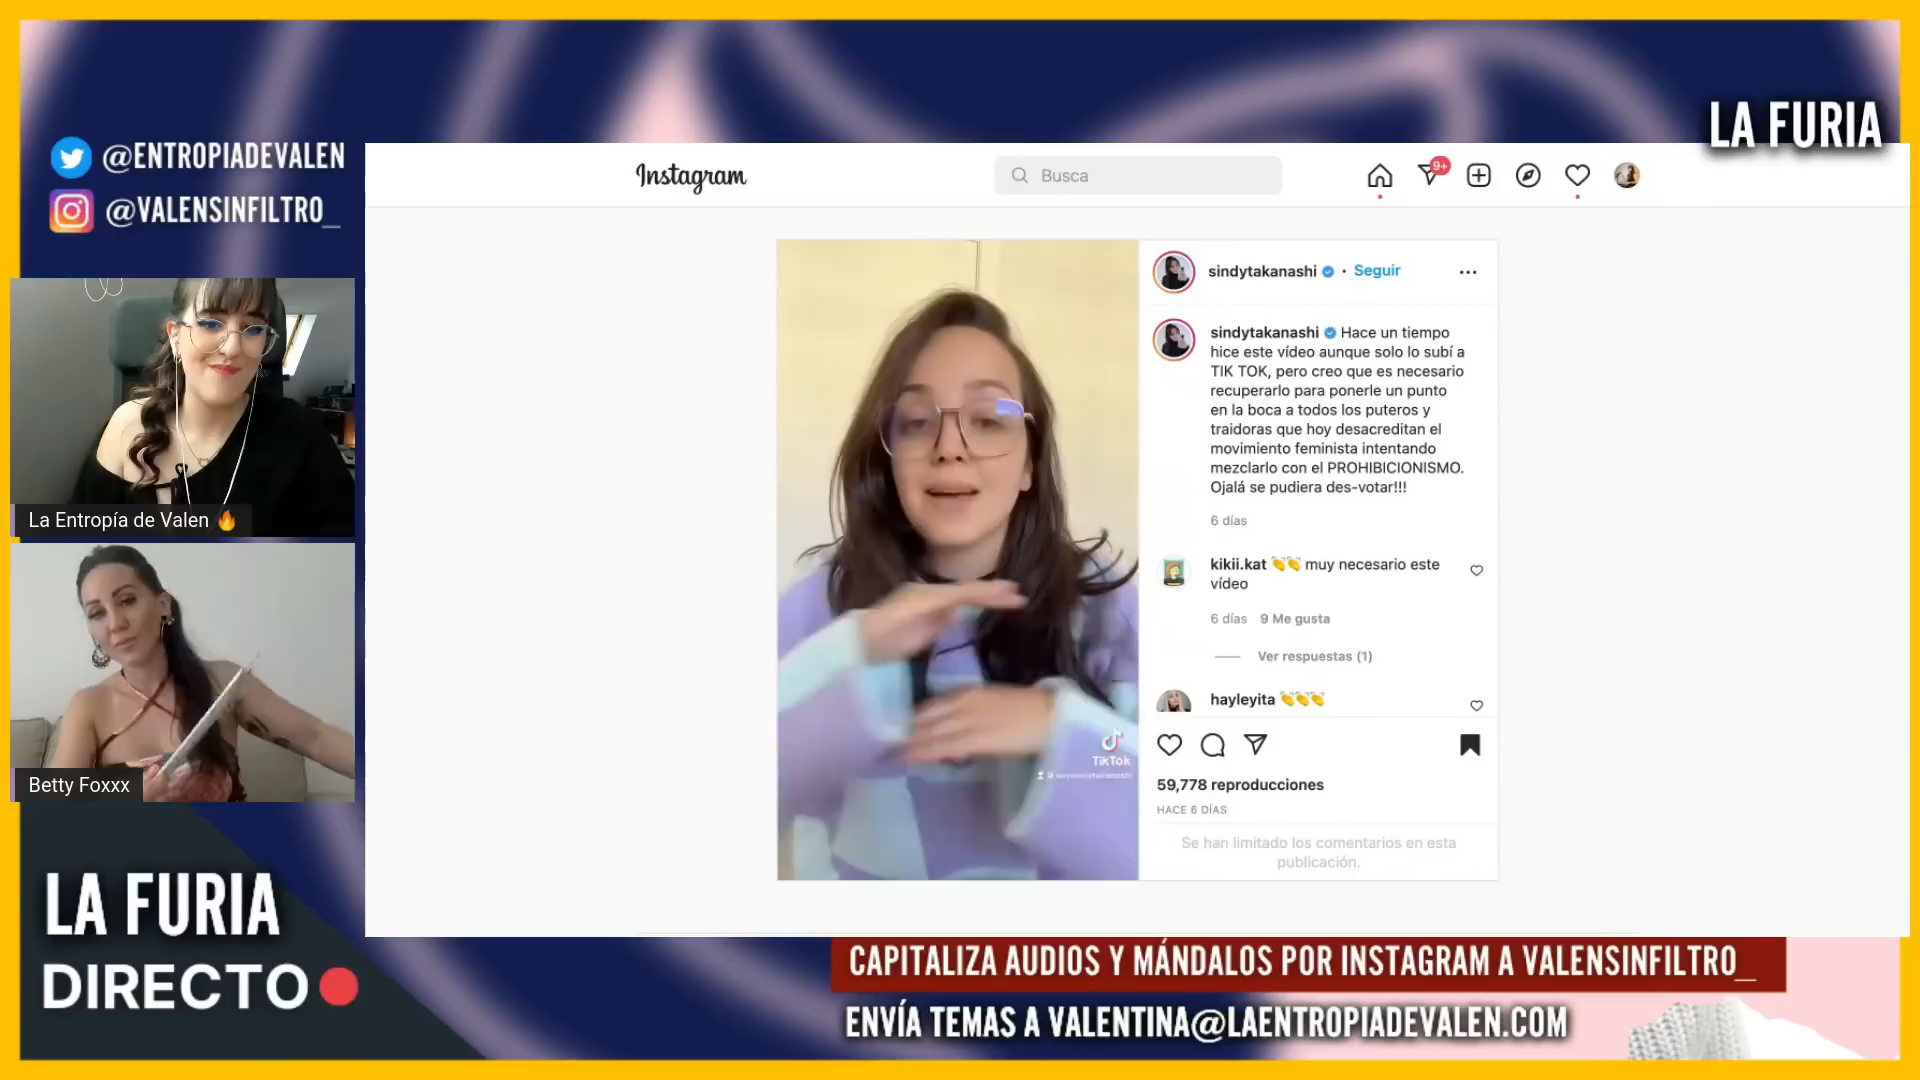 LA FURIA
@ENTROPIADEVALEN
@VALENSINFILTRO_
Instagram
Busca
9+
sindytakanashi • Seguir
sindytakanashi Hace un tiempo
hice este vídeo aunque solo lo subí a
TIK TOK, pero creo que es necesario
recuperarlo para ponerle un punto
en la boca a todos los puteros y
traidoras que hoy desacreditan el
movimiento feminista intentando
mezclarlo con el PROHIBICIONISMO.
Ojalá se pudiera des-votar!!!
6 días
kikii.kat 👏👏 muy necesario este
vídeo
6 días 9 Me gusta
Ver respuestas (1)
hayleyita 👏👏👏
59,778 reproducciones
HACE 6 DÍAS
Se han limitado los comentarios en esta
publicación.
TikTok
La Entropía de Valen 🔥
Betty Foxxx
LA FURIA
DIRECTO
CAPITALIZA AUDIOS Y MÁNDALOS POR INSTAGRAM A VALENSINFILTRO_
ENVÍA TEMAS A VALENTINA@LAENTROPIADEVALEN.COM